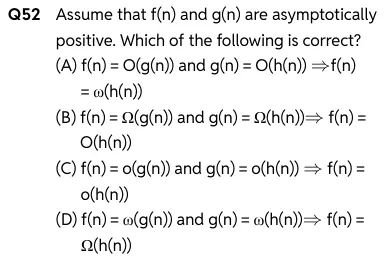 Q52 Assume that f(n) and g(n) are asymptotically
positive. Which of the following is correct?
(A) f(n) = O(g(n)) and g(n) = O(h(n)) ⇒f(n)
= ω(h(n))
(B) f(n) = Ω(g(n)) and g(n) = Ω(h(n))⇒ f(n) =
O(h(n))
(C) f(n) = o(g(n)) and g(n) = o(h(n)) ⇒ f(n) =
o(h(n))
(D) f(n) = ω(g(n)) and g(n) = ω(h(n))⇒ f(n) =
Ω(h(n))